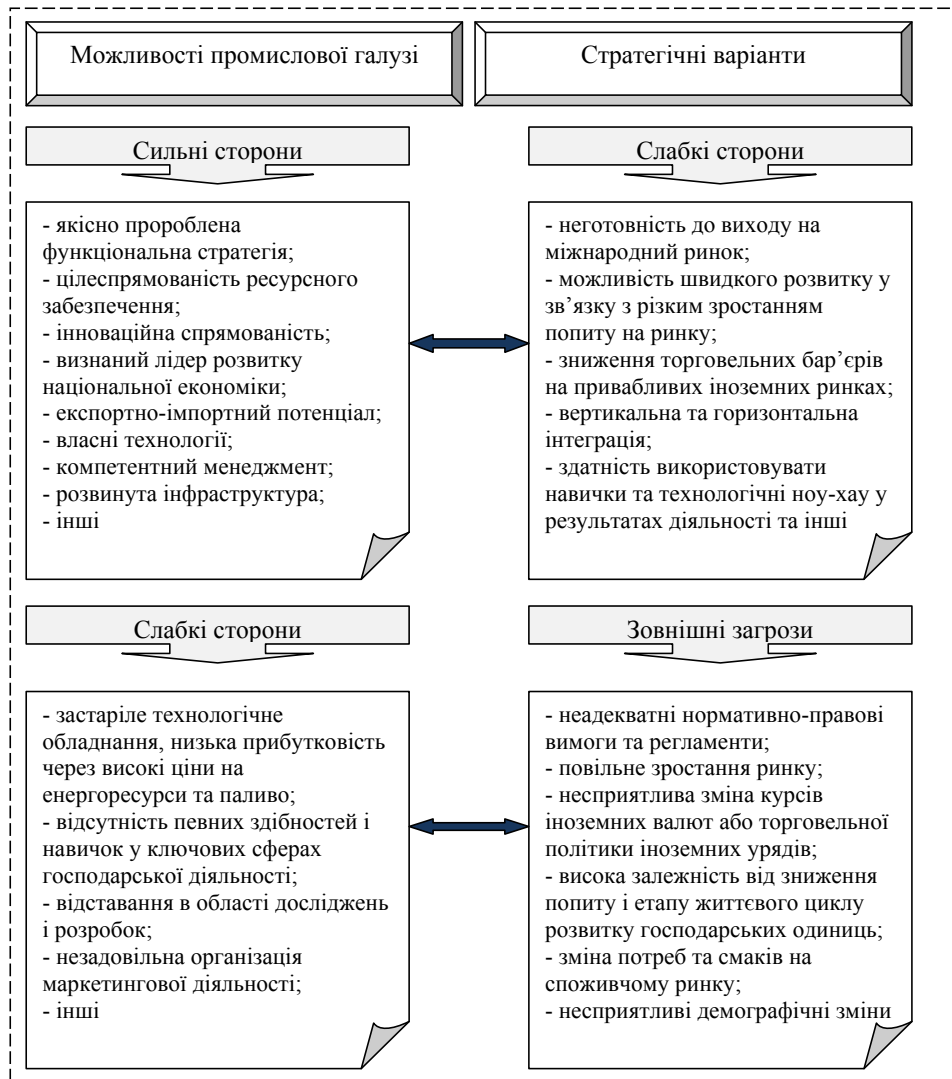 Можливості промислової галузі
Стратегічні варіанти
Сильні сторони
- якісно пророблена
функціональна стратегія;
- цілеспрямованість ресурсного
забезпечення;
- інноваційна спрямованість;
- визнаний лідер розвитку
національної економіки;
- експортно-імпортний потенціал;
- власні технології;
- компетентний менеджмент;
- розвинута інфраструктура;
- інші
Слабкі сторони
- неготовність до виходу на
міжнародний ринок;
- можливість швидкого розвитку у
зв’язку з різким зростанням
попиту на ринку;
- зниження торговельних бар’єрів
на привабливих іноземних ринках;
- вертикальна та горизонтальна
інтеграція;
- здатність використовувати
навички та технологічні ноу-хау у
результатах діяльності та інші
Слабкі сторони
- застаріле технологічне
обладнання, низька прибутковість
через високі ціни на
енергоресурси та паливо;
- відсутність певних здібностей і
навичок у ключових сферах
господарської діяльності;
- відставання в області досліджень
і розробок;
- незадовільна організація
маркетингової діяльності;
- інші
Зовнішні загрози
- неадекватні нормативно-правові
вимоги та регламенти;
- повільне зростання ринку;
- несприятлива зміна курсів
іноземних валют або торговельної
політики іноземних урядів;
- висока залежність від зниження
попиту і етапу життєвого циклу
розвитку господарських одиниць;
- зміна потреб та смаків на
споживчому ринку;
- несприятливі демографічні зміни